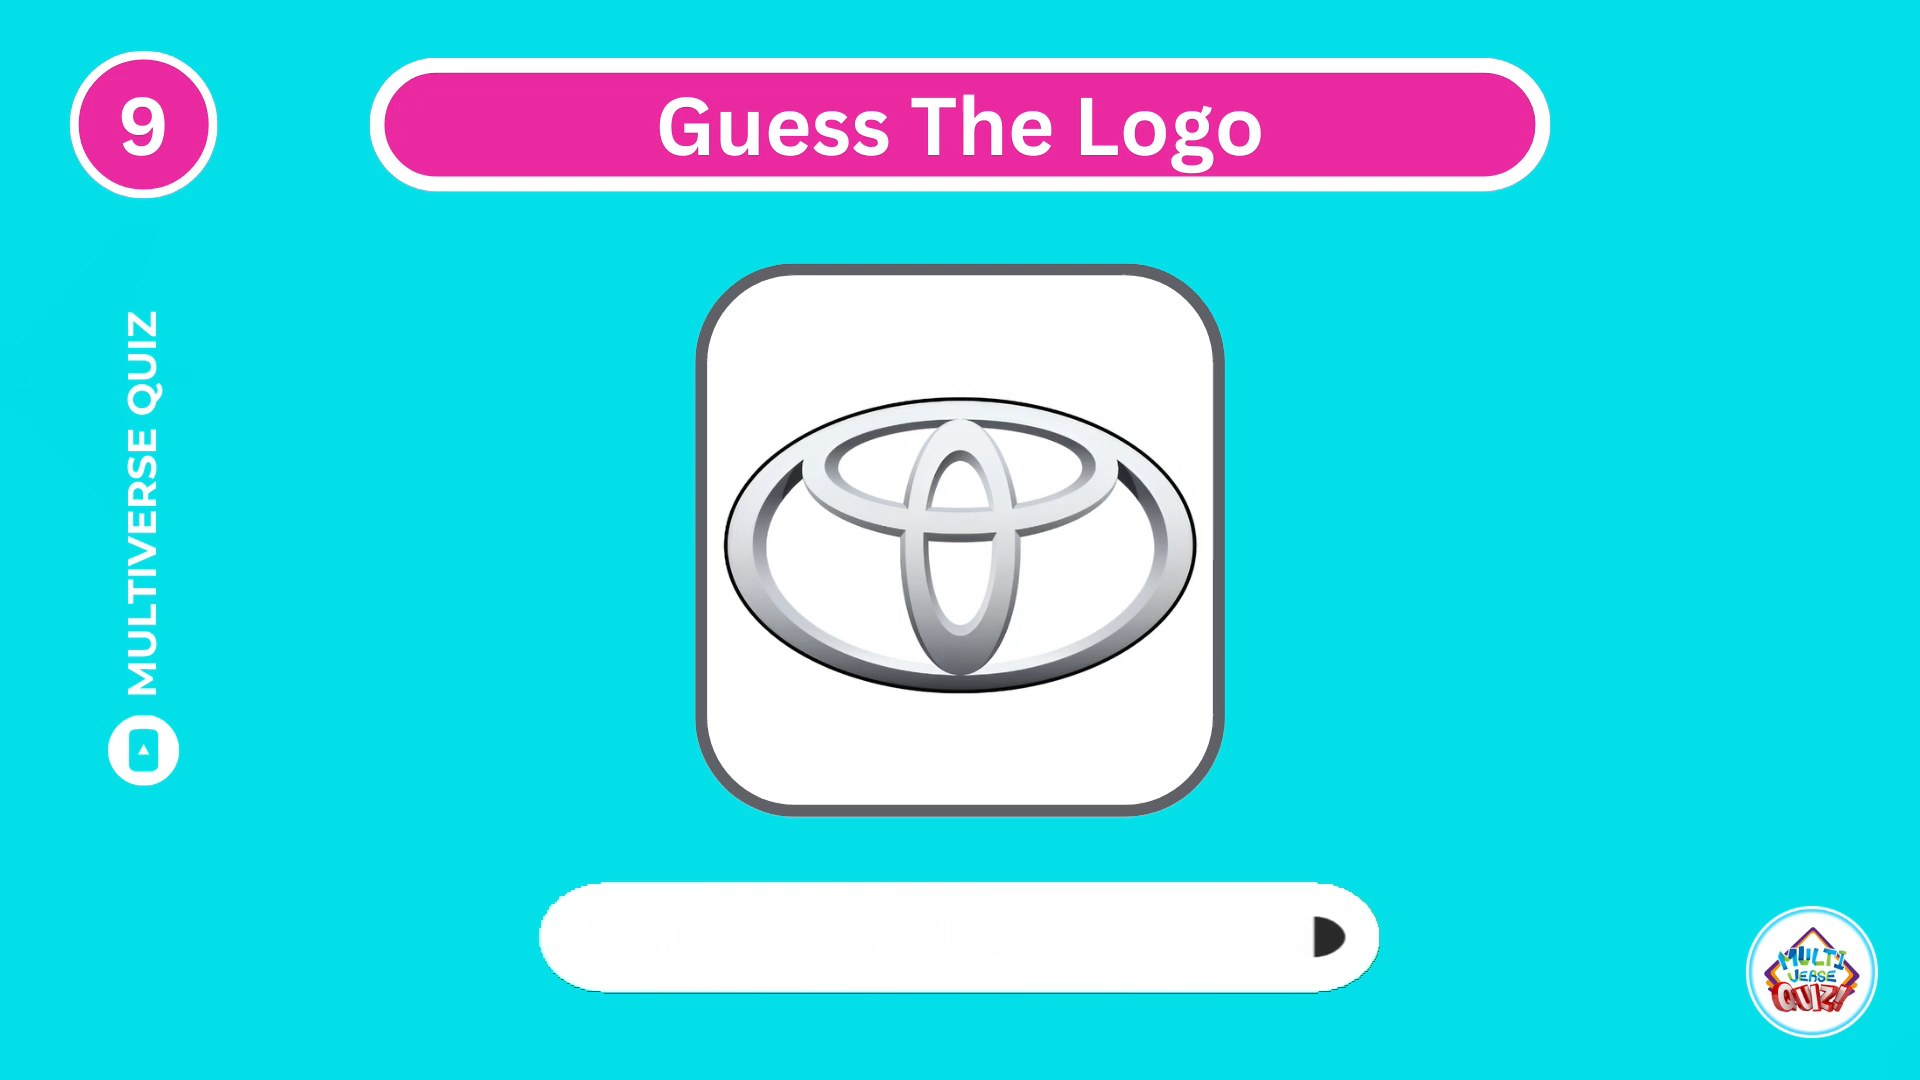 9
Guess The Logo
MULTIVERSE QUIZ
MULTI
VERSE
QUIZ!